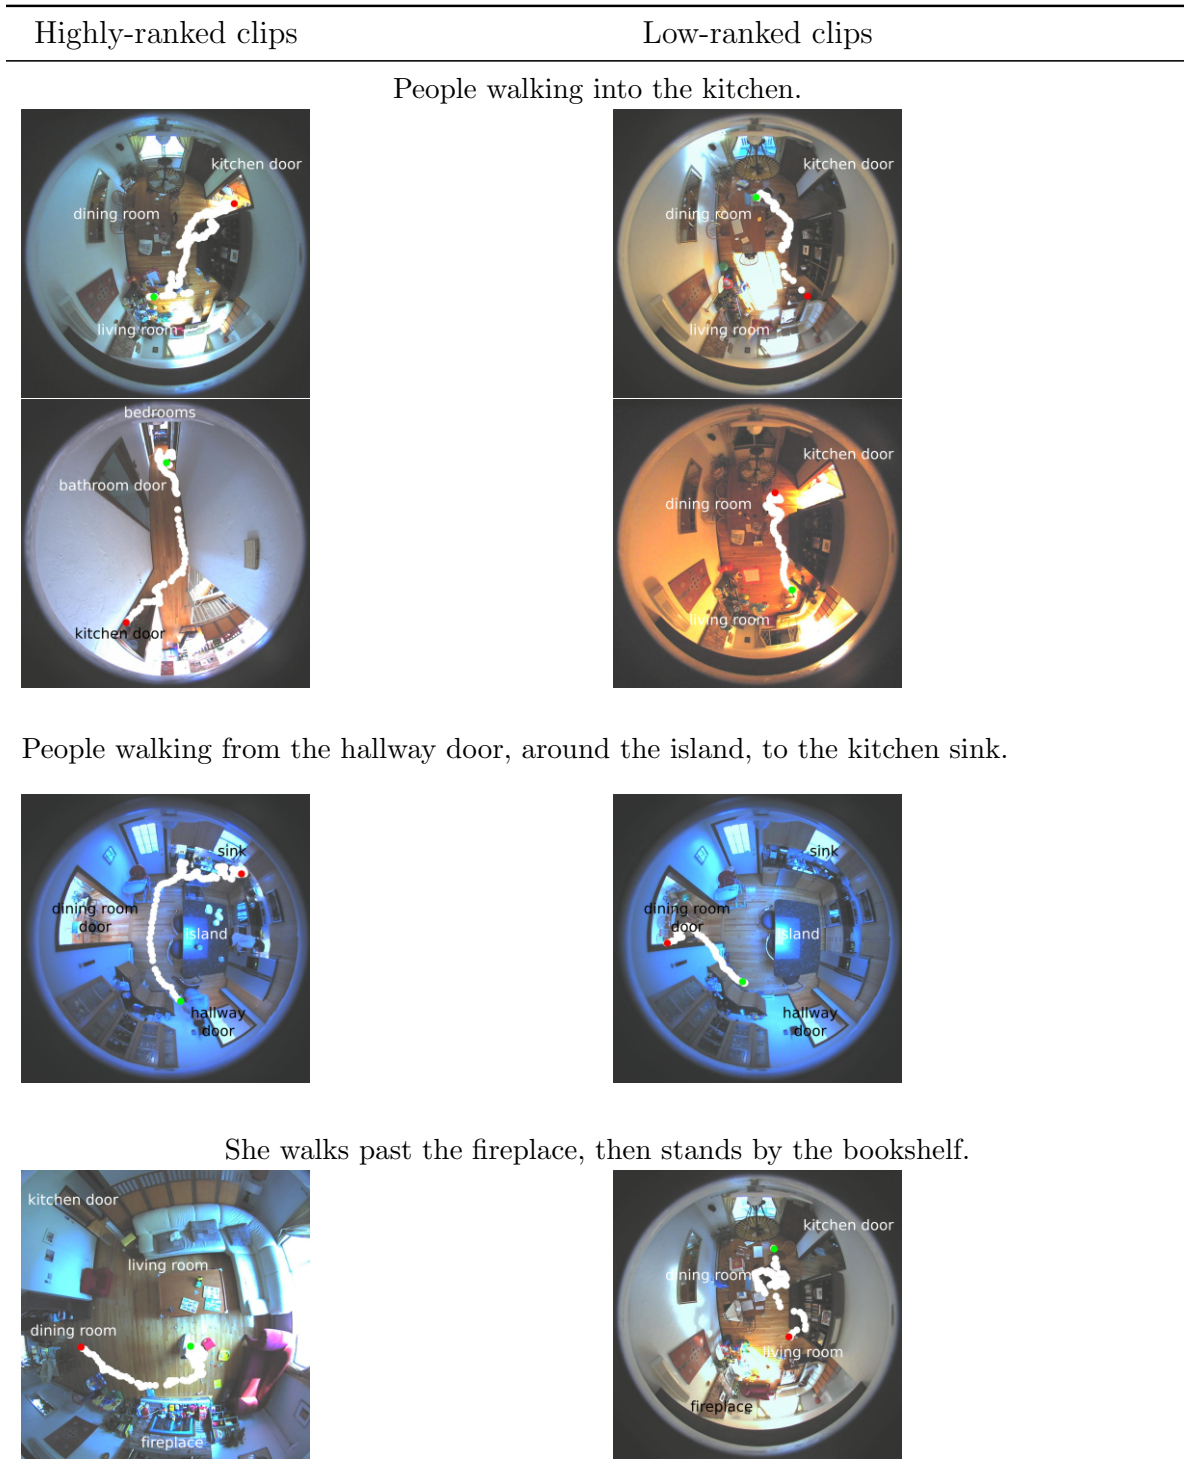 Highly-ranked clips Low-ranked clips
People walking into the kitchen.
kitchen door
dining room
living room
kitchen door
dining room
living room
bedrooms
bathroom door
kitchen door
kitchen door
dining room
living room
People walking from the hallway door, around the island, to the kitchen sink.
sink
dining room
door
island
hallway
door
sink
dining room
door
island
hallway
door
She walks past the fireplace, then stands by the bookshelf.
kitchen door
living room
dining room
fireplace
kitchen door
dining room
living room
fireplace